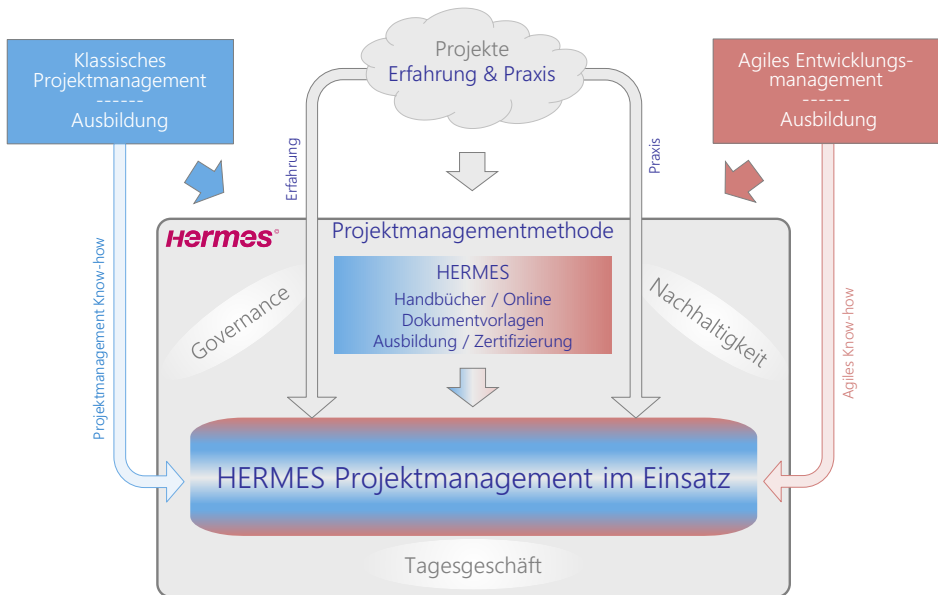 Projekte
Erfahrung & Praxis
Klassisches
Projektmanagement
------
Ausbildung
Agiles Entwicklungs-
management
------
Ausbildung
Erfahrung
Praxis
Projektmanagement Know-how
Agiles Know-how
Hermes®
Projektmanagementmethode
Governance
Nachhaltigkeit
HERMES
Handbücher / Online
Dokumentvorlagen
Ausbildung / Zertifizierung
HERMES Projektmanagement im Einsatz
Tagesgeschäft